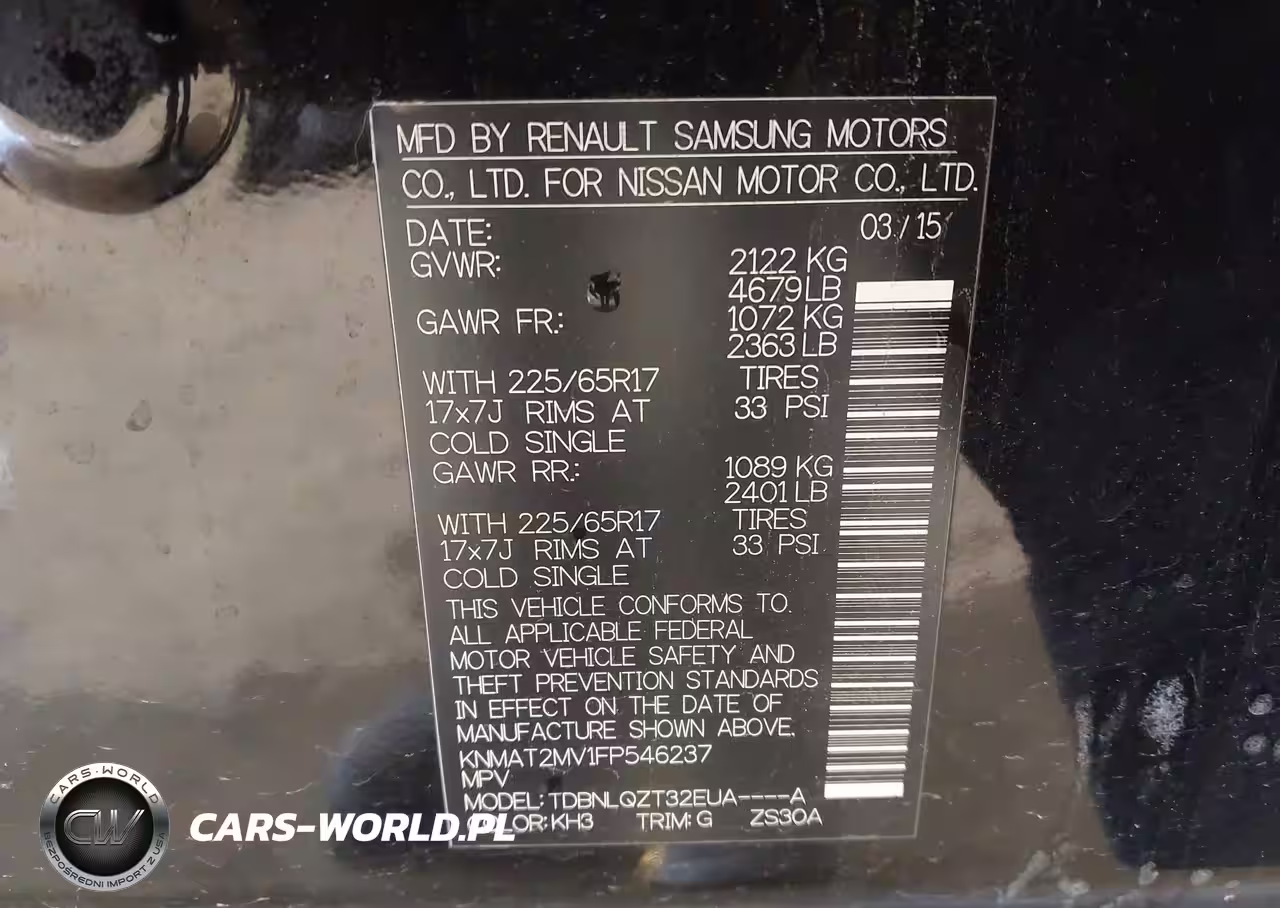 MFD BY RENAULT SAMSUNG MOTORS
CO., LTD. FOR NISSAN MOTOR CO., LTD.
DATE: 03/15
GVWR: 2122 KG
4679 LB
GAWR FR.: 1072 KG
2363 LB
WITH 225/65R17 TIRES
17x7J RIMS AT 33 PSI
COLD SINGLE
GAWR RR.: 1089 KG
2401 LB
WITH 225/65R17 TIRES
17x7J RIMS AT 33 PSI
COLD SINGLE
THIS VEHICLE CONFORMS TO
ALL APPLICABLE FEDERAL
MOTOR VEHICLE SAFETY AND
THEFT PREVENTION STANDARDS
IN EFFECT ON THE DATE OF
MANUFACTURE SHOWN ABOVE.
KNMAT2MV1FP546237
MPV
MODEL: TDBNLQZT32EUA----A
COLOR: KH3 TRIM: G ZS30A
CARS-WORLD
CW
BEZPOŚREDNI IMPORT Z USA
CARS-WORLD.PL